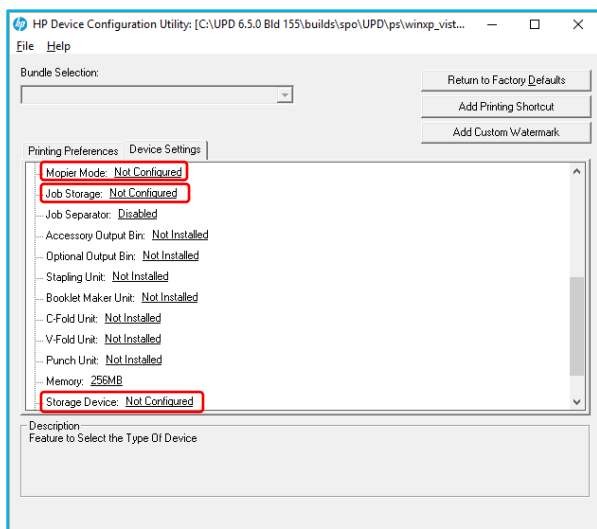 HP Device Configuration Utility: [C:\UPD 6.5.0 Bld 155\builds\spo\UPD\ps\winxp_vist...
File Help
Bundle Selection:
Return to Factory Defaults
Add Printing Shortcut
Add Custom Watermark
Printing Preferences Device Settings
Mopier Mode: Not Configured
Job Storage: Not Configured
Job Separator: Disabled
Accessory Output Bin: Not Installed
Optional Output Bin: Not Installed
Stapling Unit: Not Installed
Booklet Maker Unit: Not Installed
C-Fold Unit: Not Installed
V-Fold Unit: Not Installed
Punch Unit: Not Installed
Memory: 256MB
Storage Device: Not Configured
Description
Feature to Select the Type Of Device